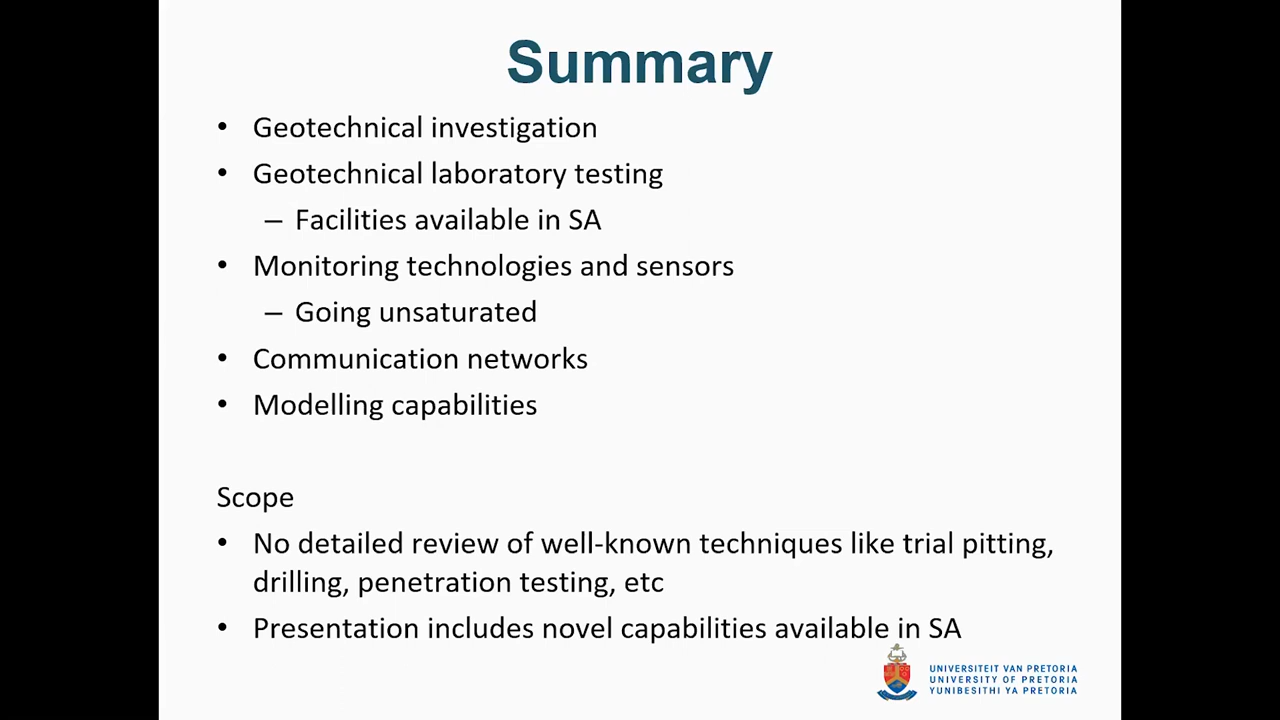 Summary
• Geotechnical investigation
• Geotechnical laboratory testing
– Facilities available in SA
• Monitoring technologies and sensors
– Going unsaturated
• Communication networks
• Modelling capabilities
Scope
• No detailed review of well-known techniques like trial pitting,
drilling, penetration testing, etc
• Presentation includes novel capabilities available in SA
UNIVERSITEIT VAN PRETORIA
UNIVERSITY OF PRETORIA
YUNIBESITHI YA PRETORIA